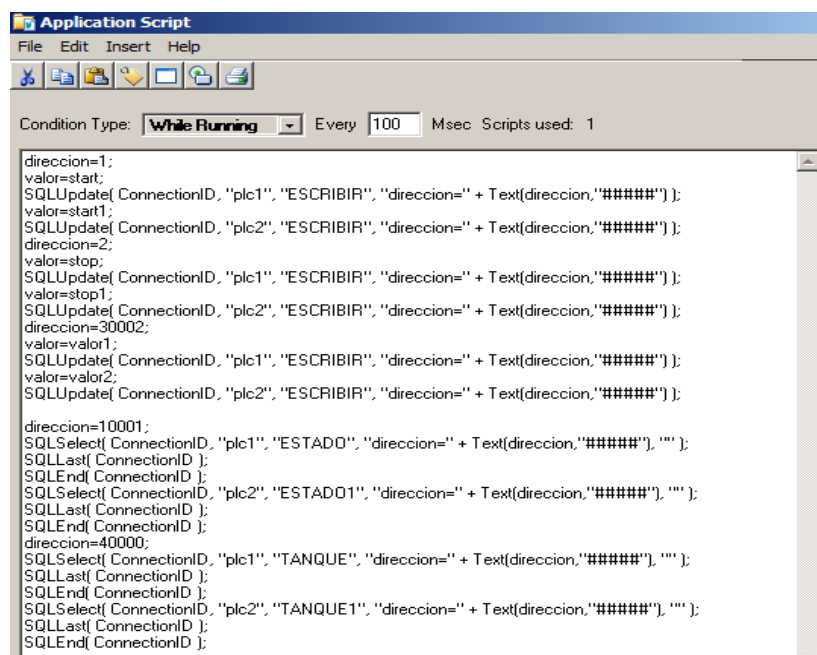 Application Script
File Edit Insert Help
Condition Type: While Running Every 100 Msec Scripts used: 1
direccion=1;
valor=start;
SQLUpdate( ConnectionID, "plc1", "ESCRIBIR", "direccion=" + Text(direccion,"#####") );
valor=start1;
SQLUpdate( ConnectionID, "plc2", "ESCRIBIR", "direccion=" + Text(direccion,"#####") );
direccion=2;
valor=stop;
SQLUpdate( ConnectionID, "plc1", "ESCRIBIR", "direccion=" + Text(direccion,"#####") );
valor=stop1;
SQLUpdate( ConnectionID, "plc2", "ESCRIBIR", "direccion=" + Text(direccion,"#####") );
direccion=30002;
valor=valor1;
SQLUpdate( ConnectionID, "plc1", "ESCRIBIR", "direccion=" + Text(direccion,"#####") );
valor=valor2;
SQLUpdate( ConnectionID, "plc2", "ESCRIBIR", "direccion=" + Text(direccion,"#####") );
direccion=10001;
SQLSelect( ConnectionID, "plc1", "ESTADO", "direccion=" + Text(direccion,"#####"), "" );
SQLLast( ConnectionID );
SQLEnd( ConnectionID );
SQLSelect( ConnectionID, "plc2", "ESTADO1", "direccion=" + Text(direccion,"#####"), "" );
SQLLast( ConnectionID );
SQLEnd( ConnectionID );
direccion=40000;
SQLSelect( ConnectionID, "plc1", "TANQUE", "direccion=" + Text(direccion,"#####"), "" );
SQLLast( ConnectionID );
SQLEnd( ConnectionID );
SQLSelect( ConnectionID, "plc2", "TANQUE1", "direccion=" + Text(direccion,"#####"), "" );
SQLLast( ConnectionID );
SQLEnd( ConnectionID );